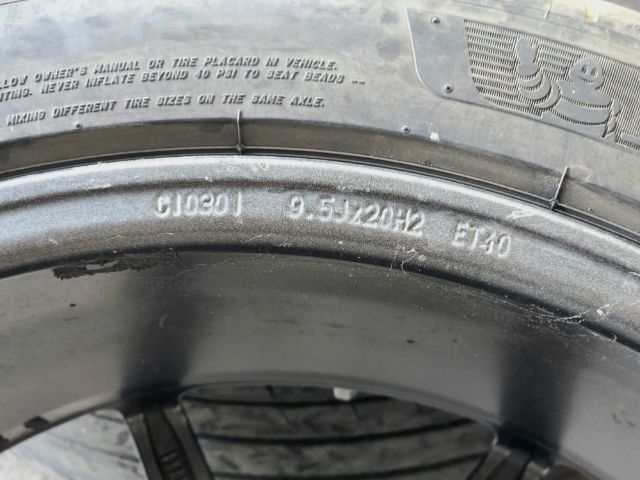 LLOW OWNER'S MANUAL OR TIRE PLACARD IN VEHICLE.
TING. NEVER INFLATE BEYOND 40 PSI TO SEAT BEADS --
MIXING DIFFERENT TIRE SIZES ON THE SAME AXLE.
C10301 9.5Jx20H2 ET40